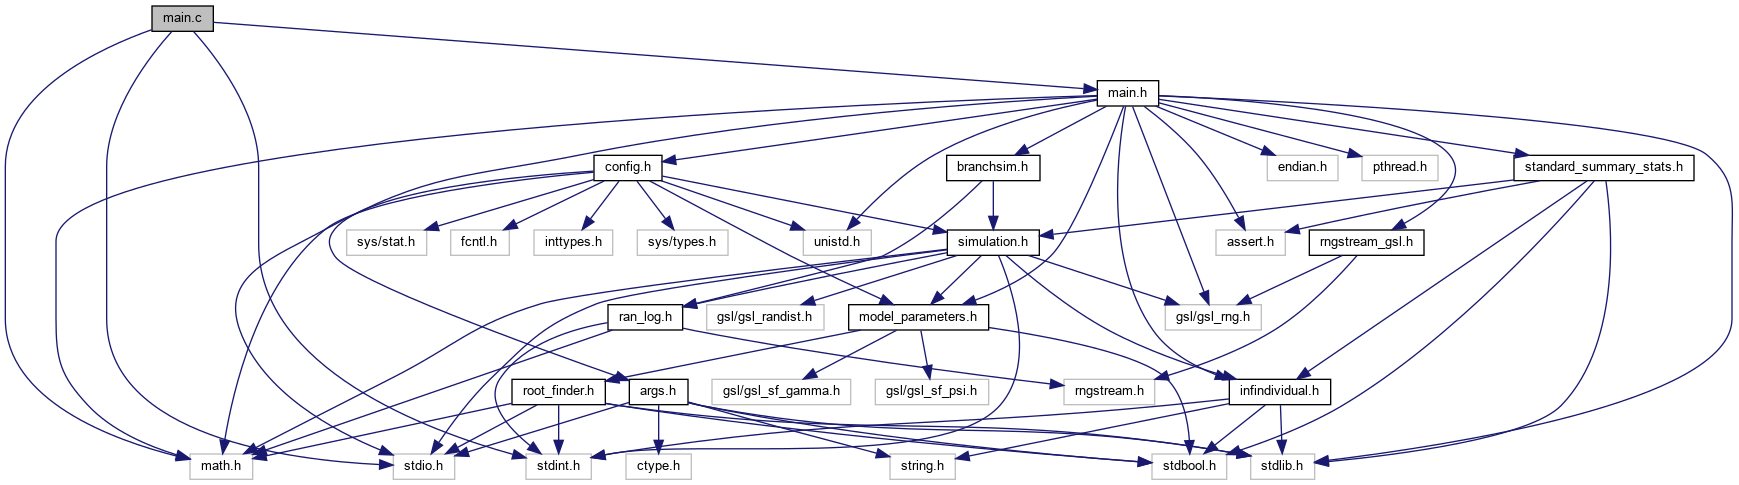 main.c
main.h
config.h
branchsim.h
endian.h
pthread.h
standard_summary_stats.h
sys/stat.h
fcntl.h
inttypes.h
sys/types.h
unistd.h
simulation.h
assert.h
rngstream_gsl.h
ran_log.h
gsl/gsl_randist.h
model_parameters.h
gsl/gsl_rng.h
root_finder.h
args.h
gsl/gsl_sf_gamma.h
gsl/gsl_sf_psi.h
rngstream.h
infindividual.h
math.h
stdio.h
stdint.h
ctype.h
string.h
stdbool.h
stdlib.h